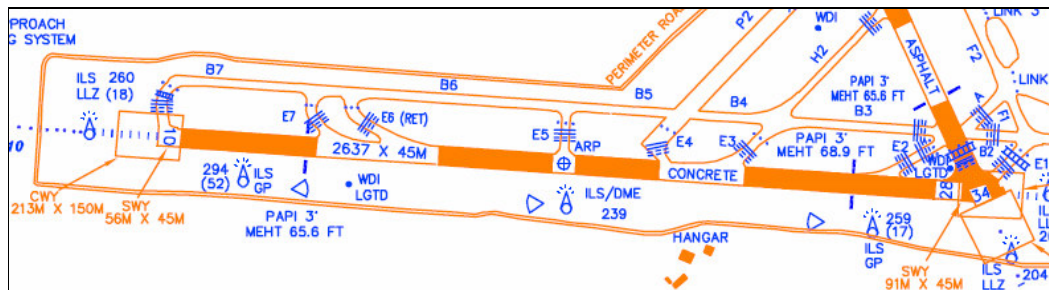 PROACH
G SYSTEM
ILS 260
LLZ (18)
10
CWY
213M X 150M
SWY
56M X 45M
10
B7
B6
B5
B4
B3
B2
PERIMETER ROAD
P2
WDI
H2
LINK 3
ASPHALT
F2
LINK
A
F1
PAPI 3'
MEHT 65.6 FT
E7
E6 (RET)
2637 X 45M
E5
ARP
E4
E3
PAPI 3'
MEHT 68.9 FT
E2
WDI
LGTD
E1
294
(52)
ILS
GP
WDI
LGTD
PAPI 3'
MEHT 65.6 FT
ILS/DME
239
CONCRETE
HANGAR
259
(17)
ILS
GP
28
34
SWY
91M X 45M
ILS
LLZ
204